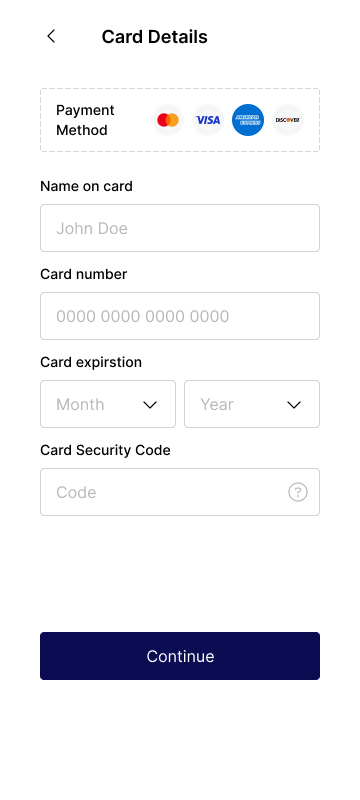 Card Details
Payment
Method
VISA
AMERICAN
EXPRESS
DISCOVER
Name on card
John Doe
Card number
0000 0000 0000 0000
Card expirstion
Month
Year
Card Security Code
Code
?
Continue